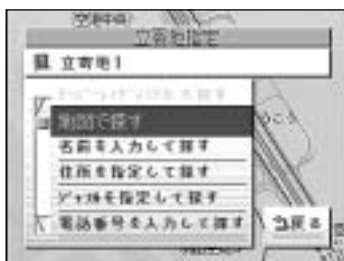 立寄地指定
立寄地1
地図で探す
名前を入力して探す
住所を指定して探す
ジャンルを指定して探す
電話番号を入力して探す
戻る